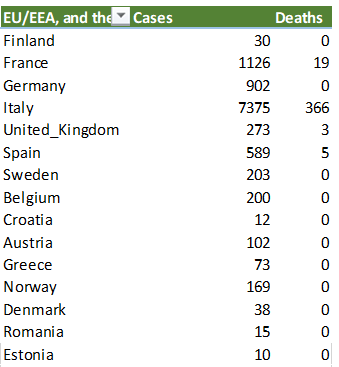 EU/EEA, and the Cases Deaths
Finland 30 0
France 1126 19
Germany 902 0
Italy 7375 366
United_Kingdom 273 3
Spain 589 5
Sweden 203 0
Belgium 200 0
Croatia 12 0
Austria 102 0
Greece 73 0
Norway 169 0
Denmark 38 0
Romania 15 0
Estonia 10 0